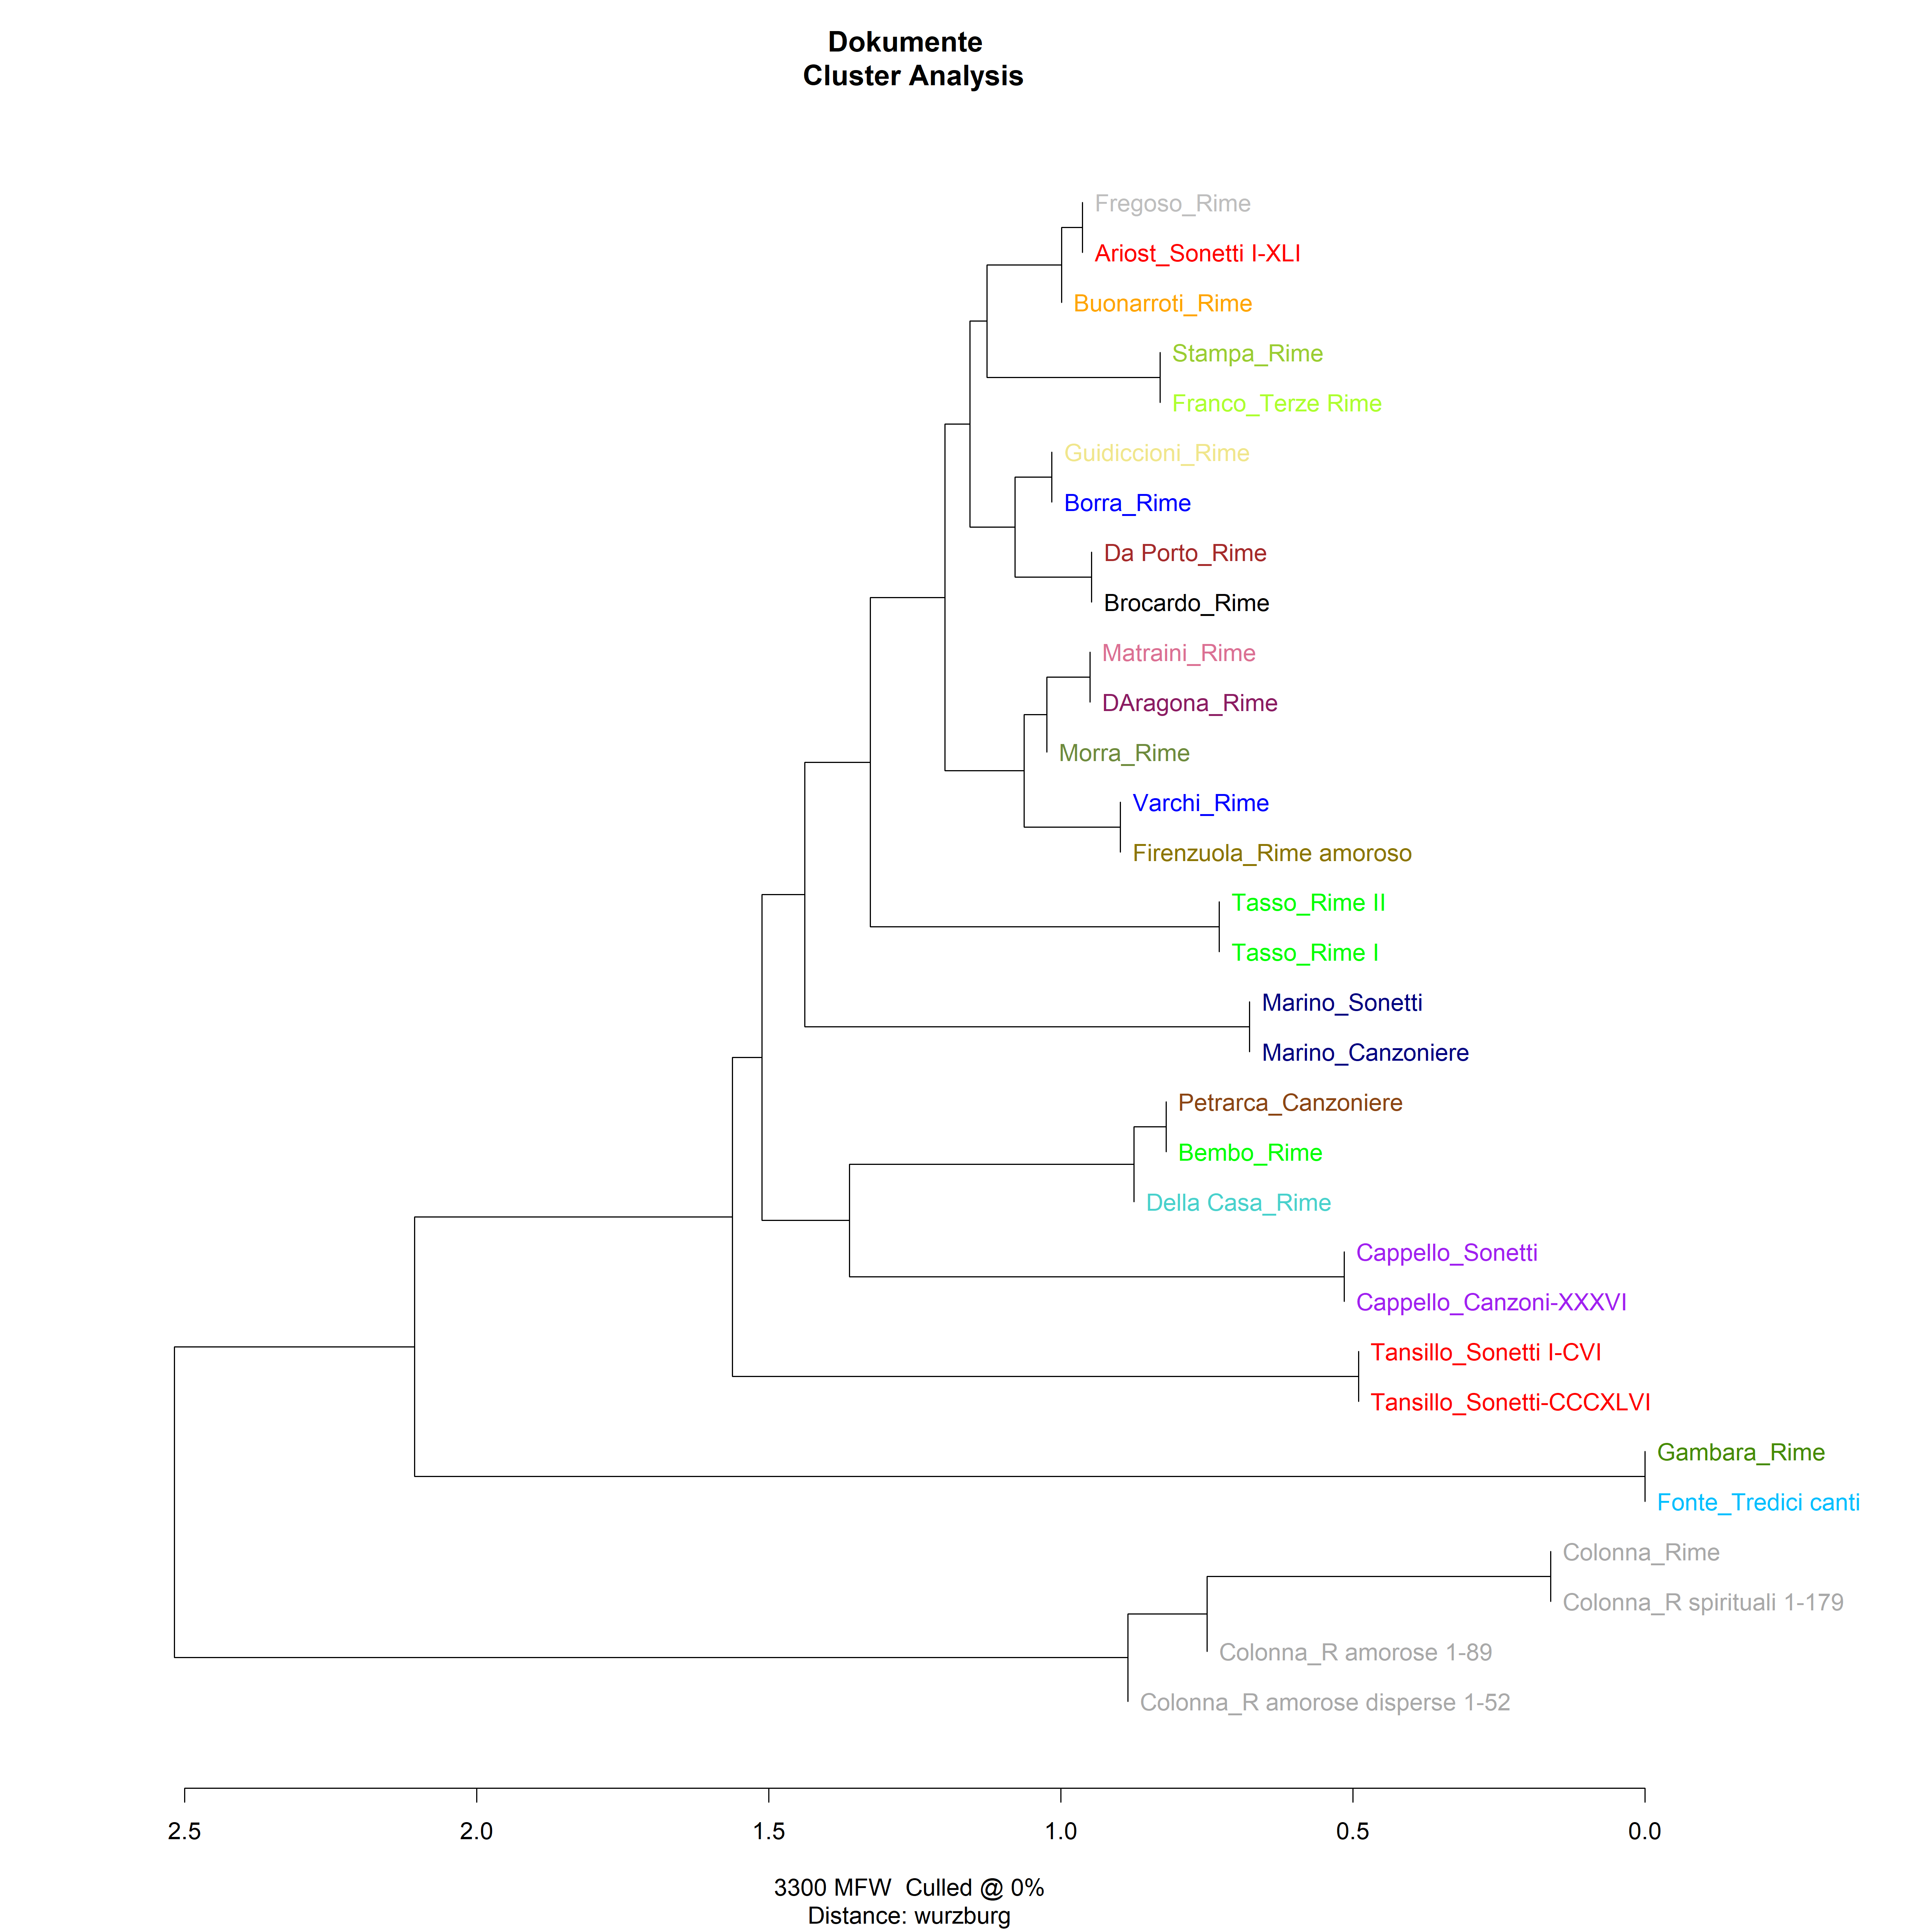 Dokumente
Cluster Analysis
Fregoso_Rime
Ariost_Sonetti I-XLI
Buonarroti_Rime
Stampa_Rime
Franco_Terze Rime
Guidiccioni_Rime
Borra_Rime
Da Porto_Rime
Brocardo_Rime
Matraini_Rime
DAragona_Rime
Morra_Rime
Varchi_Rime
Firenzuola_Rime amoroso
Tasso_Rime II
Tasso_Rime I
Marino_Sonetti
Marino_Canzoniere
Petrarca_Canzoniere
Bembo_Rime
Della Casa_Rime
Cappello_Sonetti
Cappello_Canzoni-XXXVI
Tansillo_Sonetti I-CVI
Tansillo_Sonetti-CCCXLVI
Gambara_Rime
Fonte_Tredici canti
Colonna_Rime
Colonna_R spirituali 1-179
Colonna_R amorose 1-89
Colonna_R amorose disperse 1-52
2.5 2.0 1.5 1.0 0.5 0.0
3300 MFW  Culled @ 0%
Distance: wurzburg